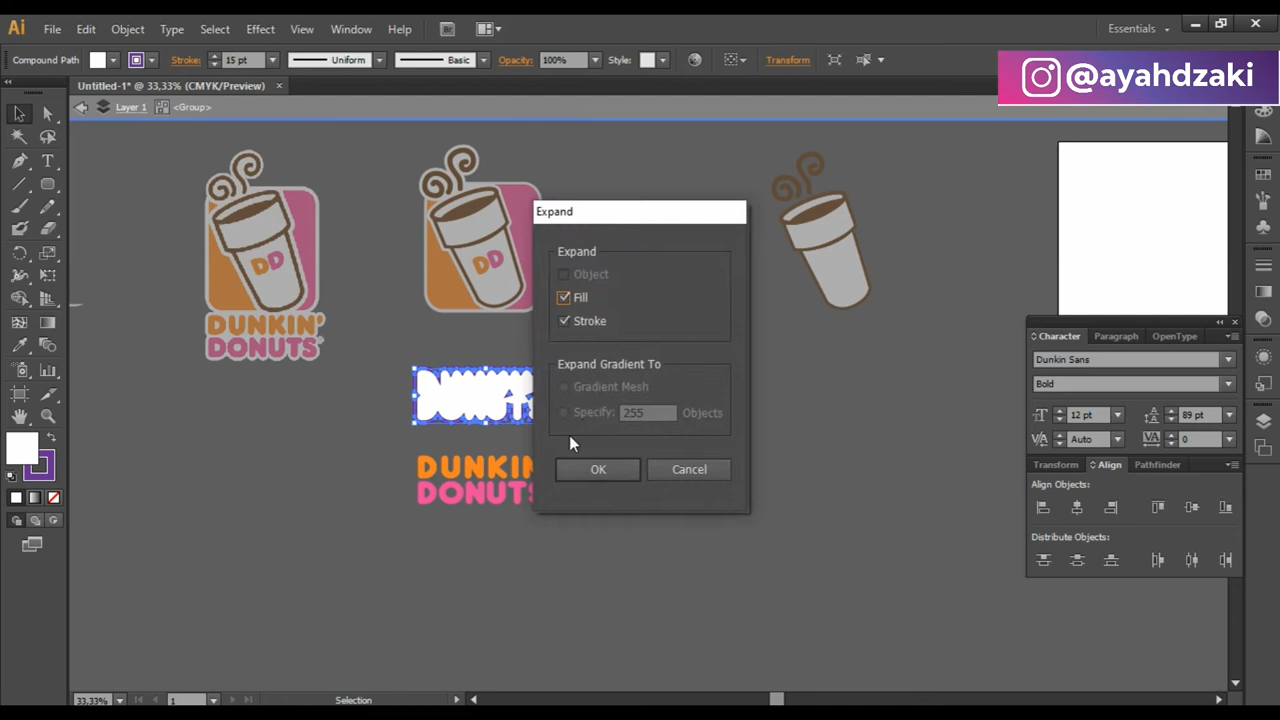 Ai File Edit Object Type Select Effect View Window Help Essentials
Compound Path Stroke: 15 pt Uniform Basic Opacity: 100% Style: Transform
@ayahdzaki
Untitled-1* @ 33,33% (CMYK/Preview) ×
Layer 1 <Group>
DD
DUNKIN'
DONUTS
DD
Expand
Expand
Object
Fill
Stroke
Expand Gradient To
Gradient Mesh
Specify: 255 Objects
OK Cancel
DONUTS
DUNKIN
DONUTS
Character Paragraph OpenType
Dunkin Sans
Bold
12 pt 89 pt
Auto 0
Transform Align Pathfinder
Align Objects:
Distribute Objects:
33,33% 1 Selection